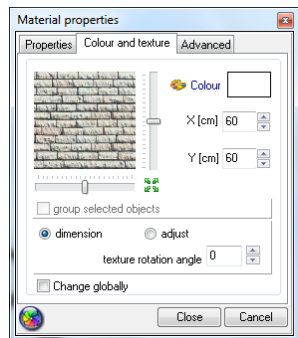 Material properties
Properties Colour and texture Advanced
Colour
X [cm] 60
Y [cm] 60
group selected objects
dimension adjust
texture rotation angle 0
Change globally
Close Cancel